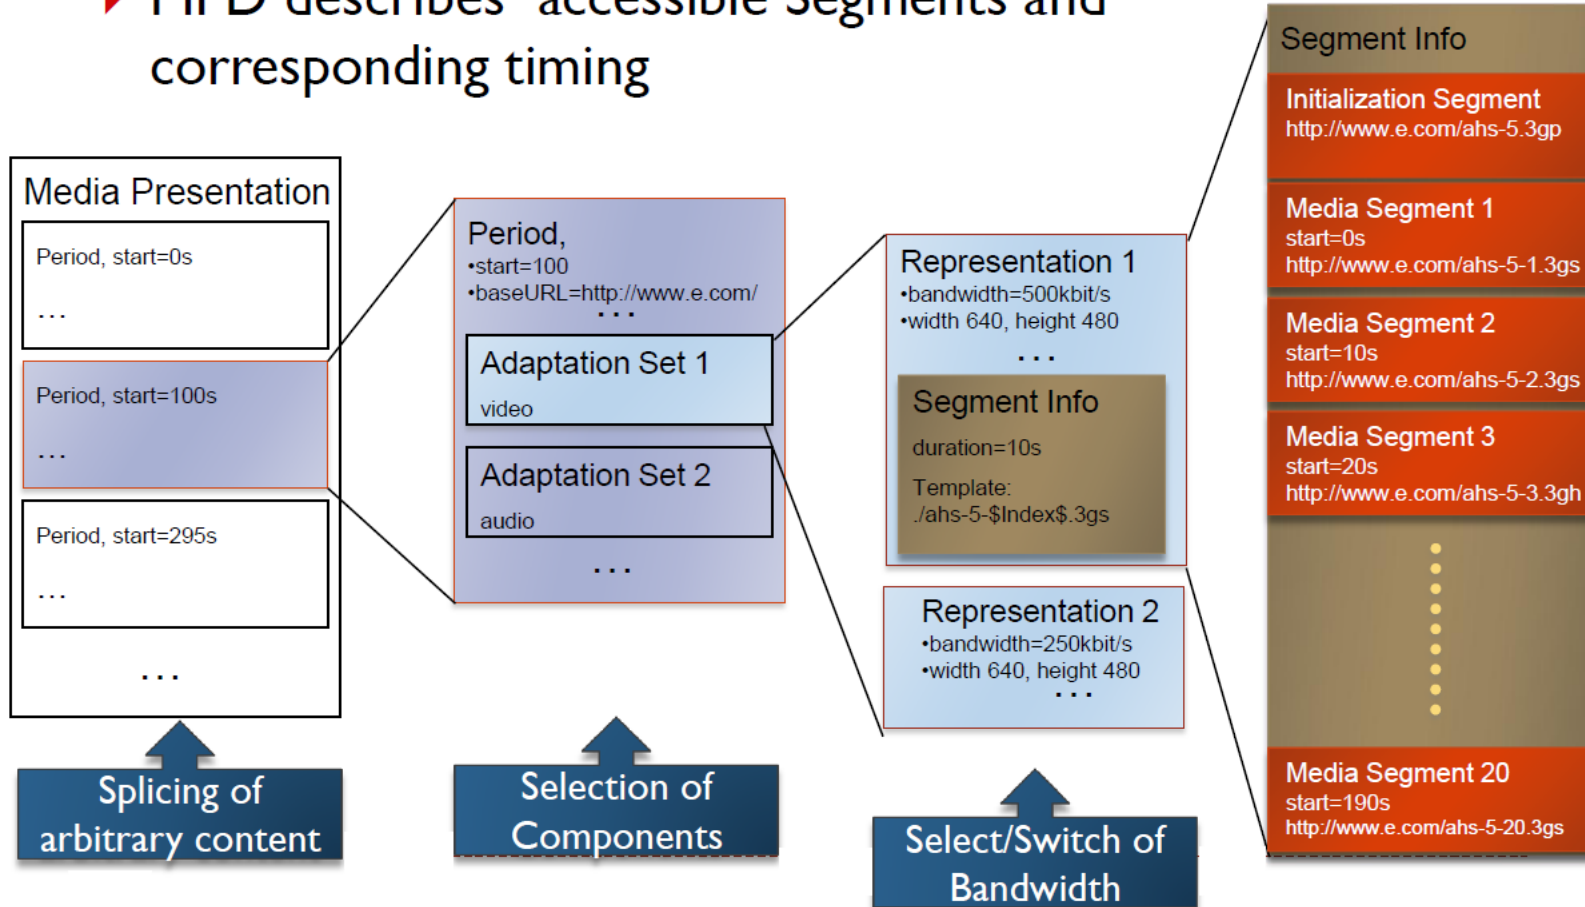 MPD describes accessible Segments and
corresponding timing
Media Presentation
Period, start=0s
...
Period, start=100s
...
Period, start=295s
...
...
Splicing of
arbitrary content
Period,
•start=100
•baseURL=http://www.e.com/
...
Adaptation Set 1
video
Adaptation Set 2
audio
...
Selection of
Components
Representation 1
•bandwidth=500kbit/s
•width 640, height 480
...
Segment Info
duration=10s
Template:
./ahs-5-$Index$.3gs
Representation 2
•bandwidth=250kbit/s
•width 640, height 480
...
Select/Switch of
Bandwidth
Segment Info
Initialization Segment
http://www.e.com/ahs-5.3gp
Media Segment 1
start=0s
http://www.e.com/ahs-5-1.3gs
Media Segment 2
start=10s
http://www.e.com/ahs-5-2.3gs
Media Segment 3
start=20s
http://www.e.com/ahs-5-3.3gh
Media Segment 20
start=190s
http://www.e.com/ahs-5-20.3gs